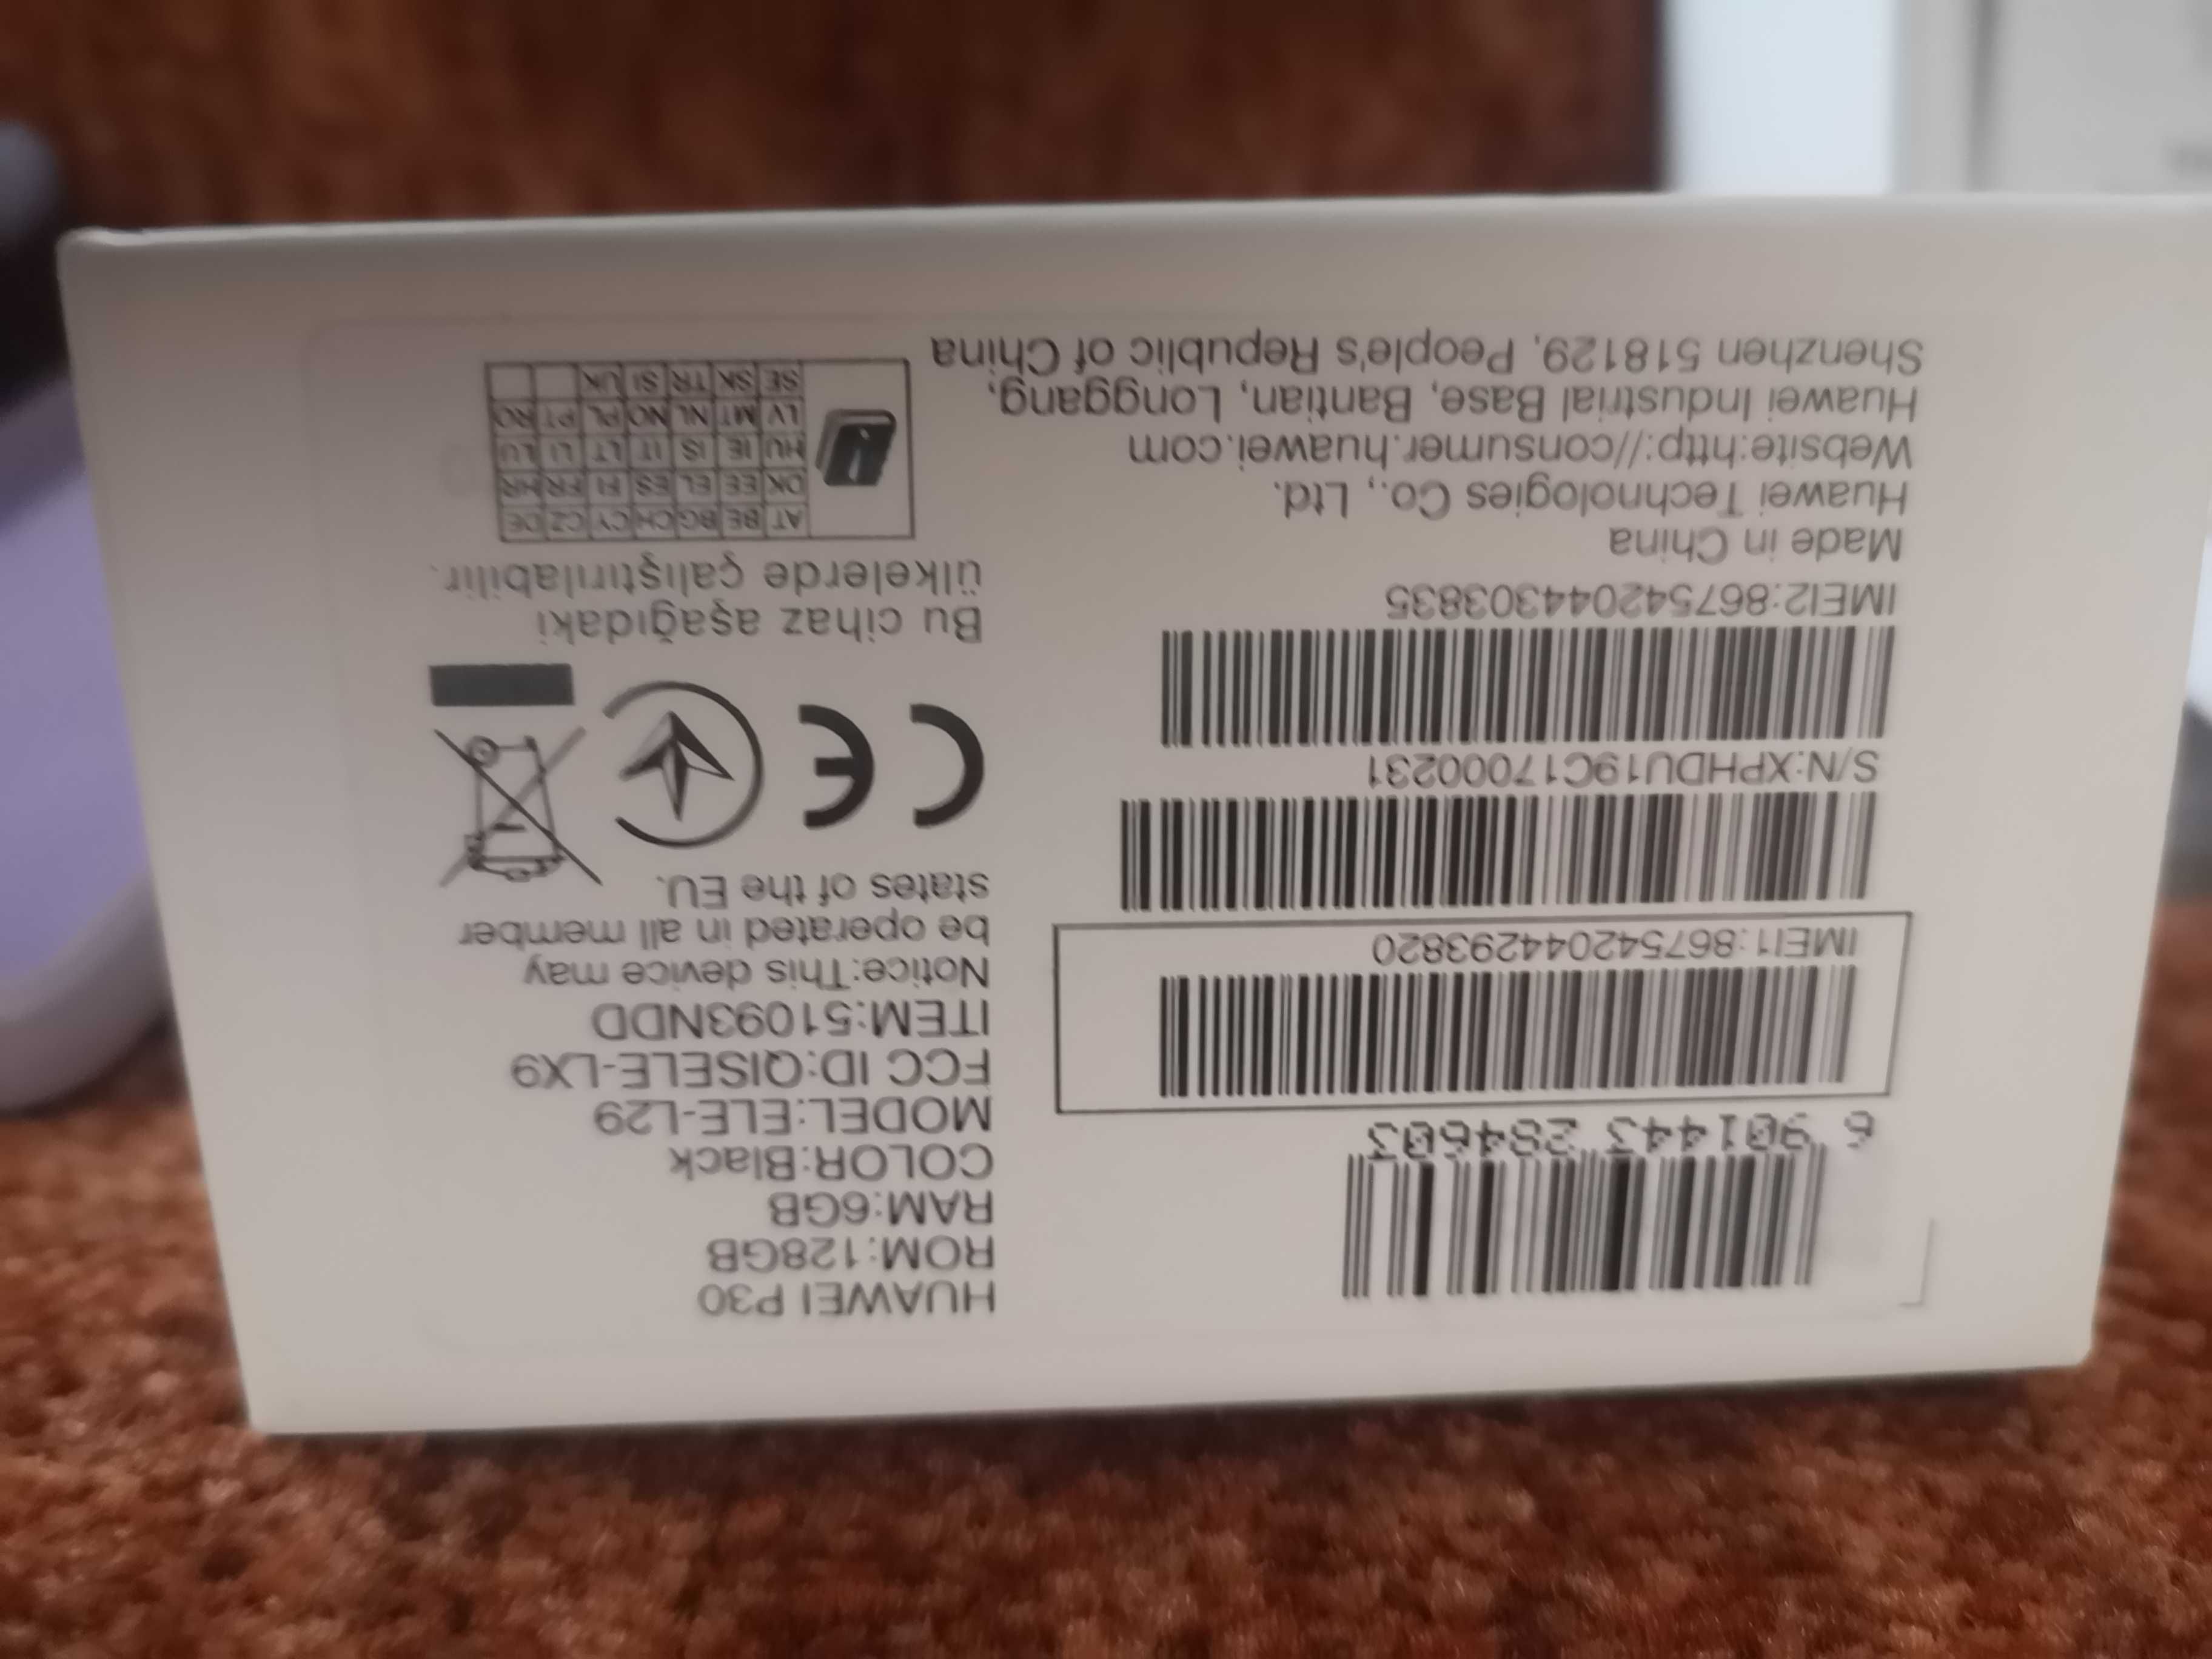 HUAWEI P30
ROM:128GB
RAM:6GB
COLOR:Black
MODEL:ELE-L29
FCC ID:QISELE-LX9
ITEM:51093NDD
Notice:This device may
be operated in all member
states of the EU.
CE
Bu cihaz aşağıdaki
ülkelerde çalıştırılabilir.
AT BE BG CH CY CZ DE
DK EE EL ES FI FR HR
HU IE IS IT LT LI LU
LV MT NL NO PL PT RO
SE SK TR SI UK
6 901443 284603
IMEI1:867542044293820
S/N:XPHDU19C17000231
IMEI2:867542044303835
Made in China
Huawei Technologies Co., Ltd.
Website:http://consumer.huawei.com
Huawei Industrial Base, Bantian, Longgang,
Shenzhen 518129, People's Republic of China